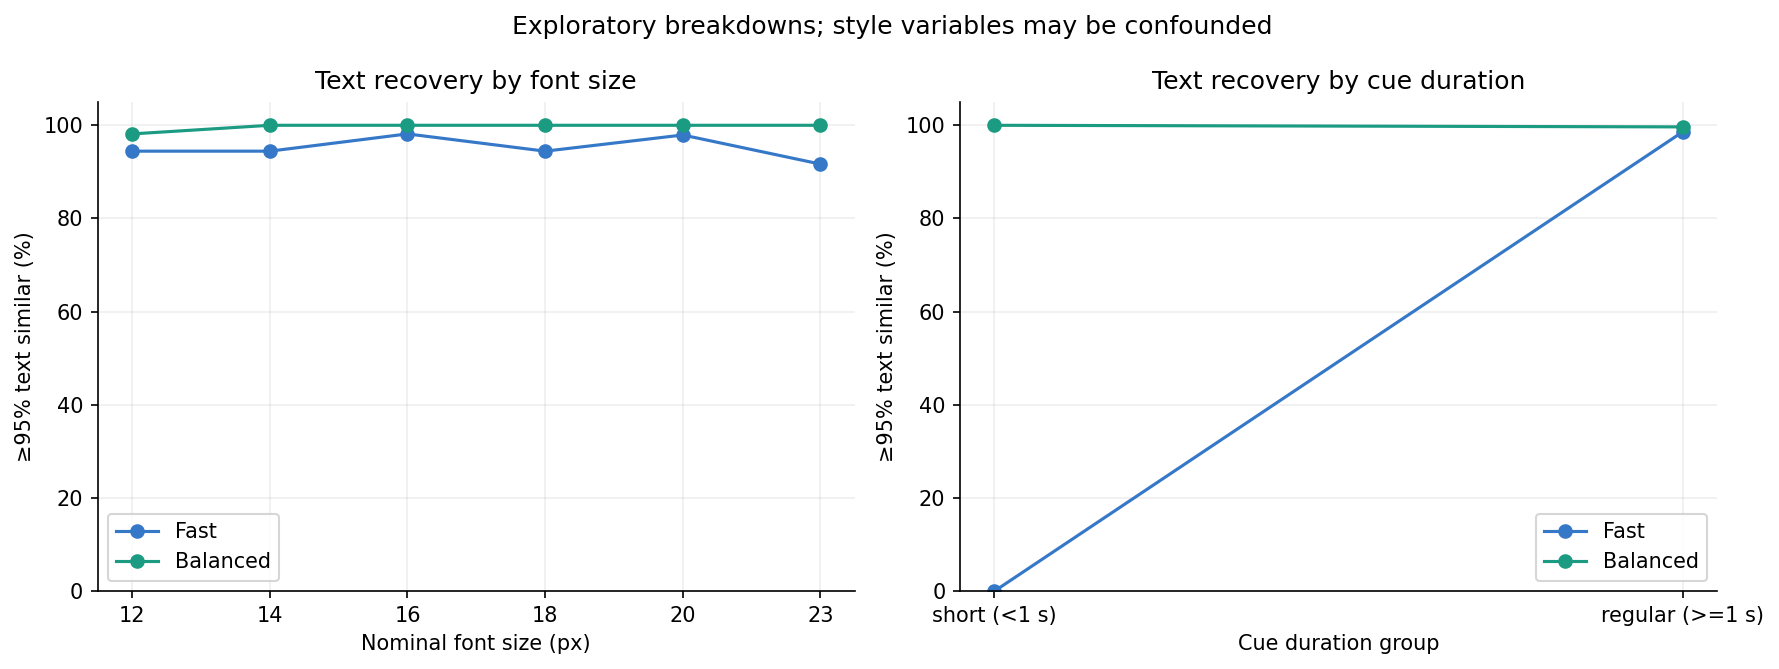 Exploratory breakdowns; style variables may be confounded
Text recovery by font size
≥95% text similar (%)
100
80
60
40
20
0
12 14 16 18 20 23
Nominal font size (px)
Fast
Balanced
Text recovery by cue duration
≥95% text similar (%)
100
80
60
40
20
0
short (<1 s) regular (>=1 s)
Cue duration group
Fast
Balanced